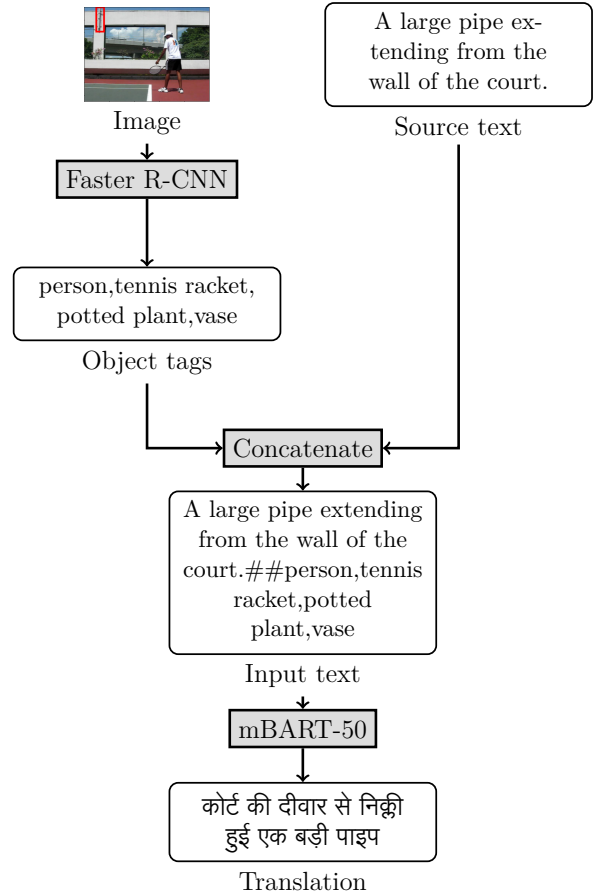 A large pipe ex-
tending from the
wall of the court.
Image
Source text
Faster R-CNN
person,tennis racket,
potted plant,vase
Object tags
Concatenate
A large pipe extending
from the wall of the
court.##person,tennis
racket,potted
plant,vase
Input text
mBART-50
कोर्ट की दीवार से निक्ली
हुई एक बड़ी पाइप
Translation